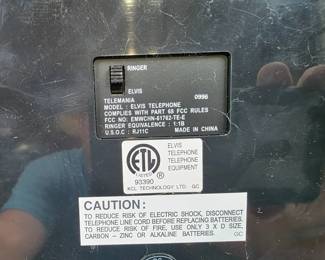 RINGER
ELVIS
TELEMANIA 0996
MODEL: ELVIS TELEPHONE
COMPLIES WITH PART 68 FCC RULES
FCC NO: EMWCHN-61762-TE-E
RINGER EQUIVALENCE : 1:1B
U.S.O.C : RJ11C MADE IN CHINA
ETL
LISTED
93390
ELVIS
TELEPHONE
TELEPHONE
EQUIPMENT
KCL TECHNOLOGY LTD. GC
CAUTION:
TO REDUCE RISK OF ELECTRIC SHOCK, DISCONNECT
TELEPHONE LINE CORD BEFORE REPLACING BATTERIES.
TO REDUCE RISK OF FIRE, USE ONLY 3 X D SIZE,
CARBON - ZINC OR ALKALINE BATTERIES. GC